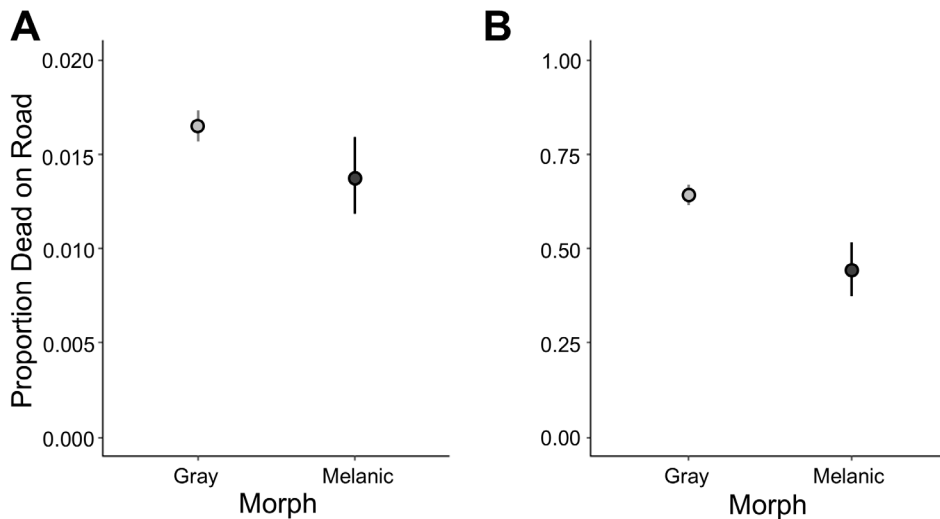 A
Proportion Dead on Road
0.020
0.015
0.010
0.005
0.000
Gray Melanic
Morph
B
1.00
0.75
0.50
0.25
0.00
Gray Melanic
Morph